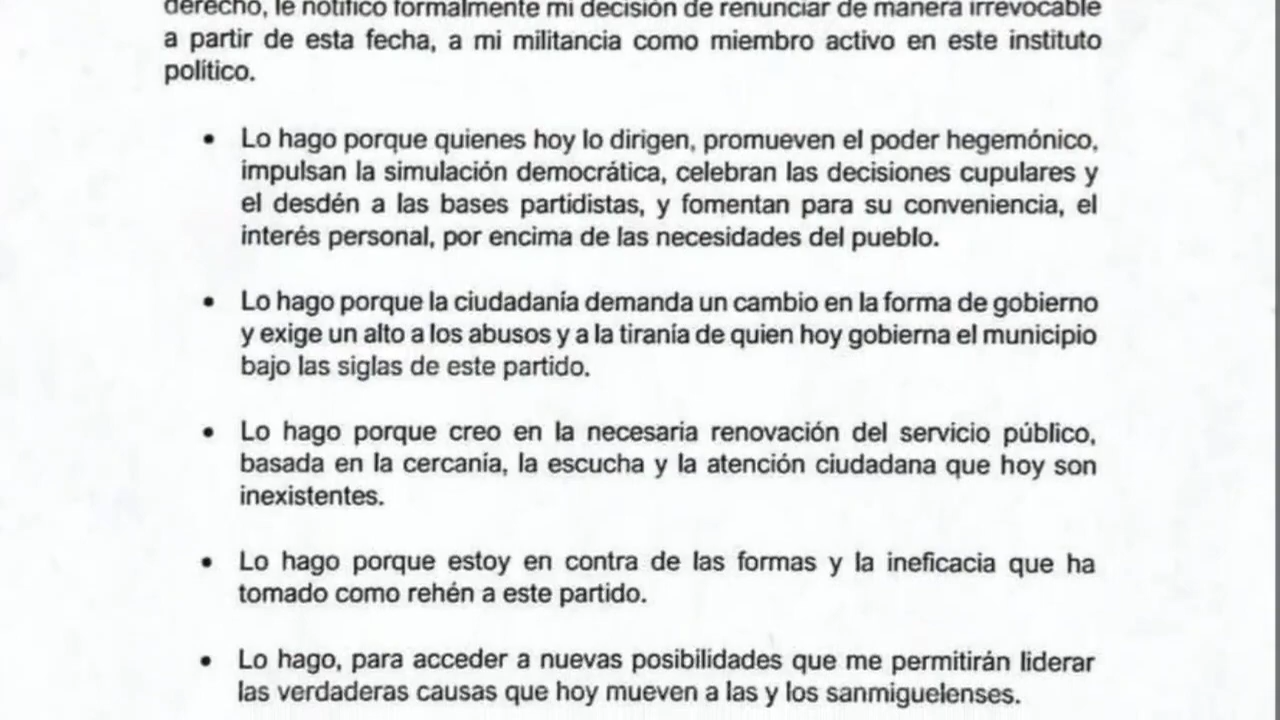 derecho, le notifico formalmente mi decisión de renunciar de manera irrevocable
a partir de esta fecha, a mi militancia como miembro activo en este instituto
político.
• Lo hago porque quienes hoy lo dirigen, promueven el poder hegemónico,
impulsan la simulación democrática, celebran las decisiones cupulares y
el desdén a las bases partidistas, y fomentan para su conveniencia, el
interés personal, por encima de las necesidades del pueblo.
• Lo hago porque la ciudadanía demanda un cambio en la forma de gobierno
y exige un alto a los abusos y a la tiranía de quien hoy gobierna el municipio
bajo las siglas de este partido.
• Lo hago porque creo en la necesaria renovación del servicio público,
basada en la cercanía, la escucha y la atención ciudadana que hoy son
inexistentes.
• Lo hago porque estoy en contra de las formas y la ineficacia que ha
tomado como rehén a este partido.
• Lo hago, para acceder a nuevas posibilidades que me permitirán liderar
las verdaderas causas que hoy mueven a las y los sanmiguelenses.